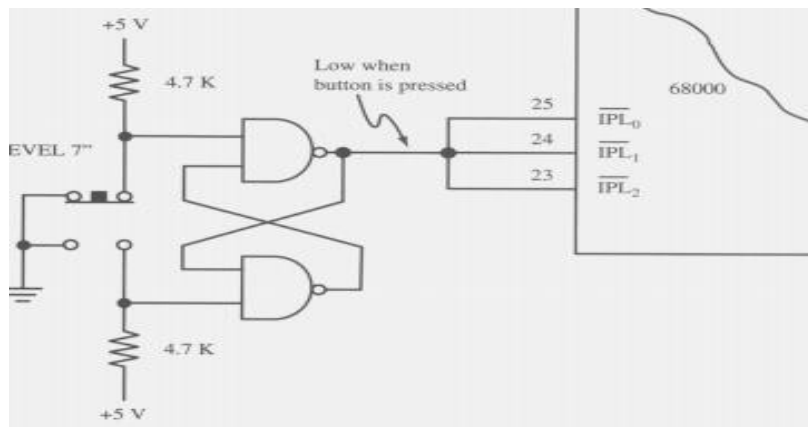 +5 V
4.7 K
Low when
button is pressed
68000
25
IPL0
24
IPL1
23
IPL2
EVEL 7"
4.7 K
+5 V